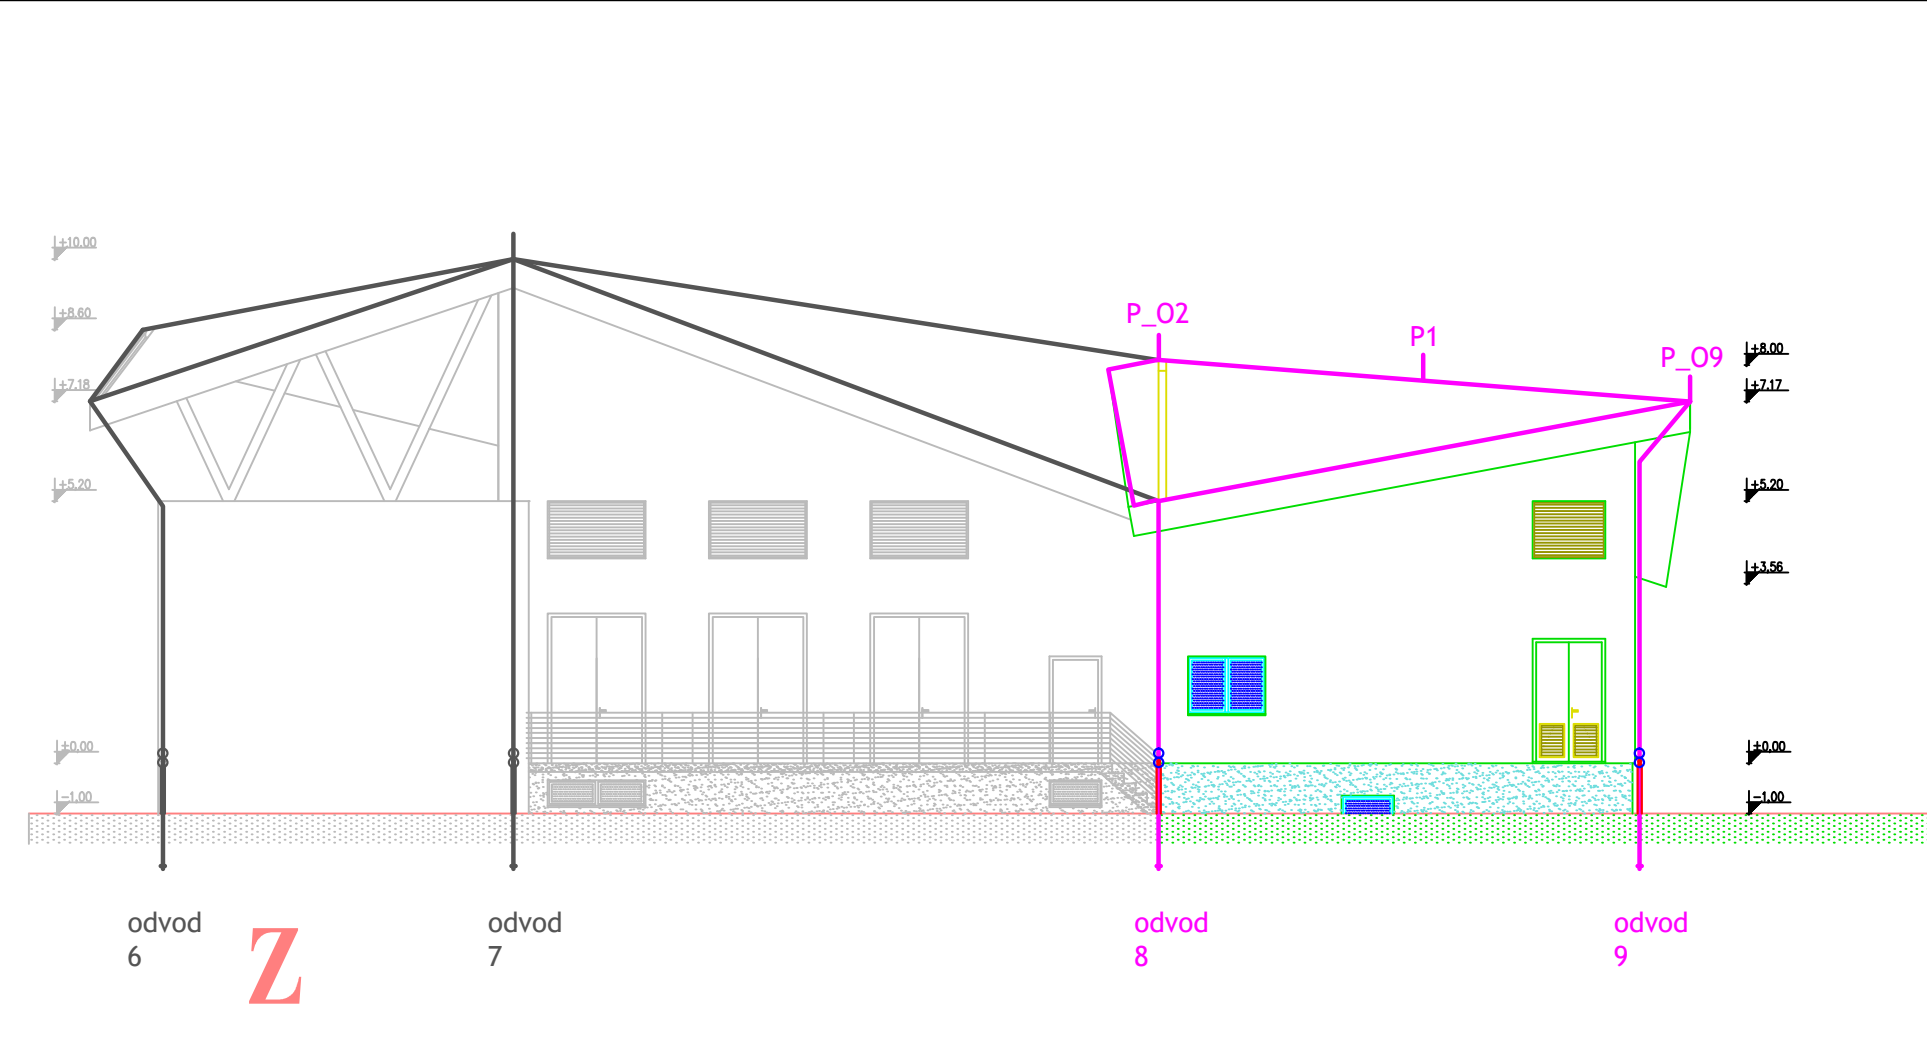 +10.00
+8.60
+7.18
+5.20
±0.00
-1.00
P_O2
P1
P_O9
+8.00
+7.17
+5.20
+3.56
±0.00
-1.00
odvod
6
Z
odvod
7
odvod
8
odvod
9